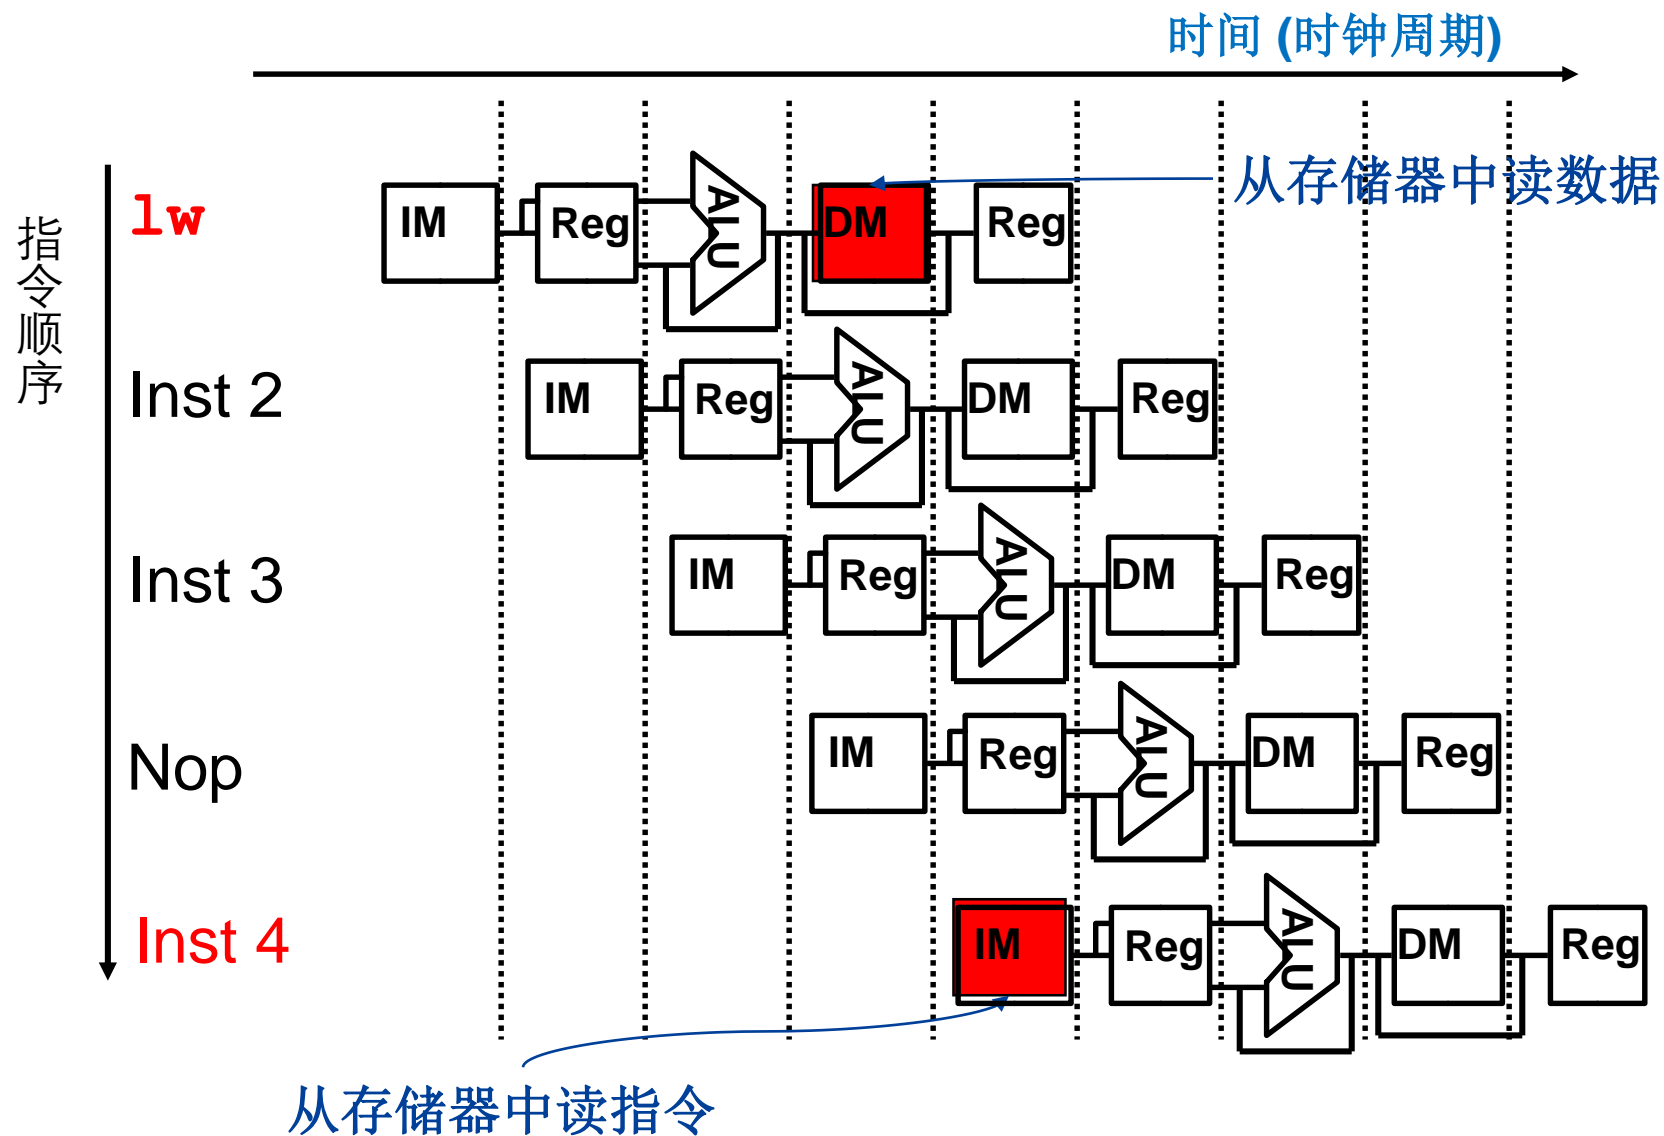 时间 (时钟周期)
指令顺序
lw
IM
Reg
ALU
DM
Reg
从存储器中读数据
Inst 2
IM
Reg
ALU
DM
Reg
Inst 3
IM
Reg
ALU
DM
Reg
Nop
IM
Reg
ALU
DM
Reg
Inst 4
IM
Reg
ALU
DM
Reg
从存储器中读指令